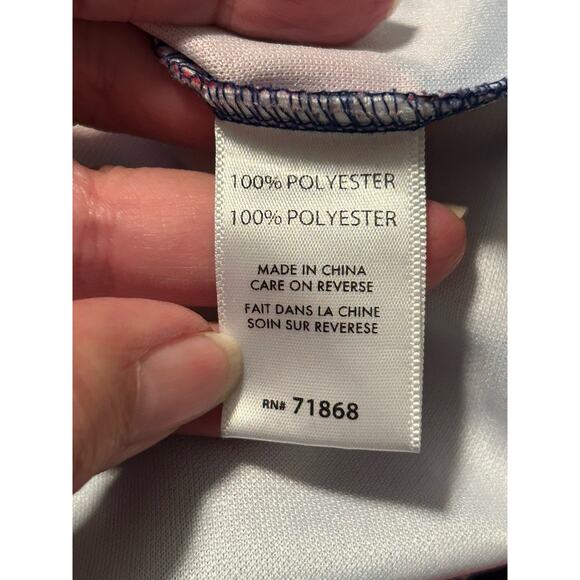 100% POLYESTER
100% POLYESTER
MADE IN CHINA
CARE ON REVERSE
FAIT DANS LA CHINE
SOIN SUR REVERESE
RN# 71868